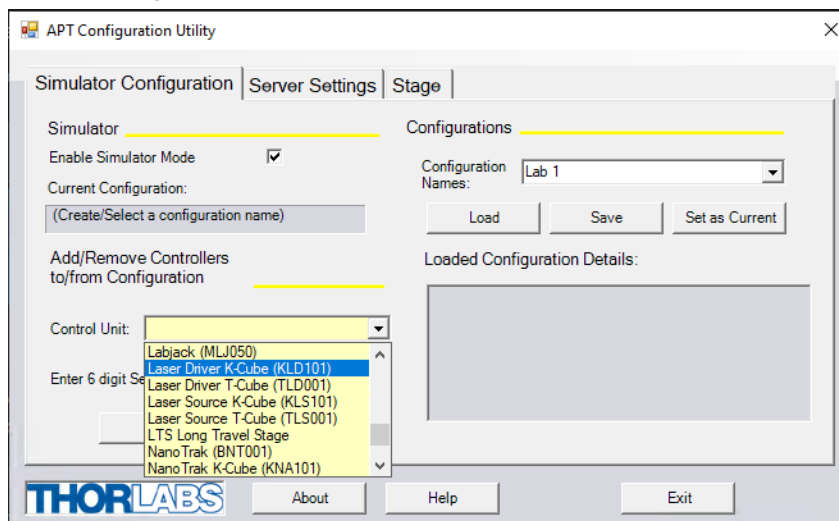 APT Configuration Utility
Simulator Configuration
Server Settings
Stage
Simulator
Enable Simulator Mode
Current Configuration:
(Create/Select a configuration name)
Add/Remove Controllers
to/from Configuration
Control Unit:
Labjack (MLJ050)
Laser Driver K-Cube (KLD101)
Laser Driver T-Cube (TLD001)
Laser Source K-Cube (KLS101)
Laser Source T-Cube (TLS001)
LTS Long Travel Stage
NanoTrak (BNT001)
NanoTrak K-Cube (KNA101)
Enter 6 digit Se
Configurations
Configuration
Names:
Lab 1
Load
Save
Set as Current
Loaded Configuration Details:
THORLABS
About
Help
Exit